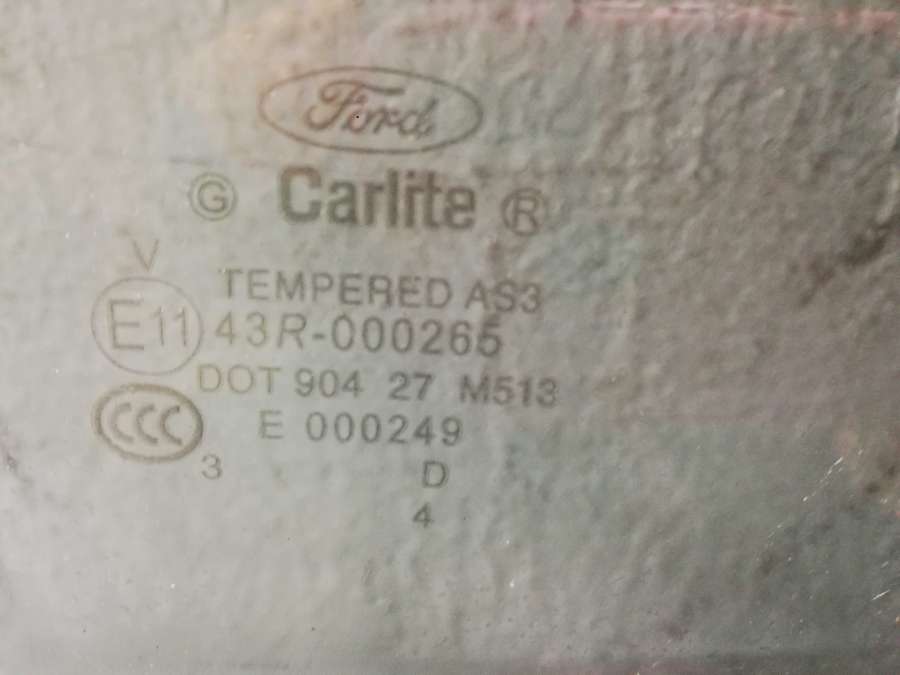 Ford
G Carlite ®
V
TEMPERED AS3
E11 43R-000265
DOT 904 27 M513
CCC E 000249
3 D
4